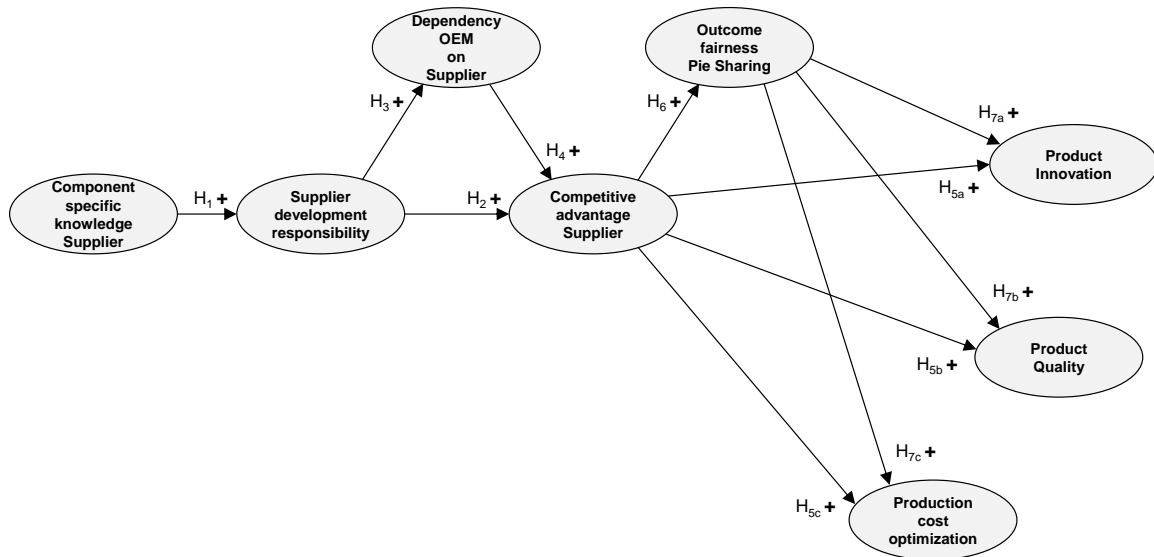 Dependency
OEM
on
Supplier
Outcome
fairness
Pie Sharing
H3 +
H6 +
H7a +
H4 +
Product
Innovation
Component
specific
knowledge
Supplier
H1 +
Supplier
development
responsibility
H2 +
Competitive
advantage
Supplier
H5a +
H7b +
Product
Quality
H5b +
H7c +
H5c +
Production
cost
optimization